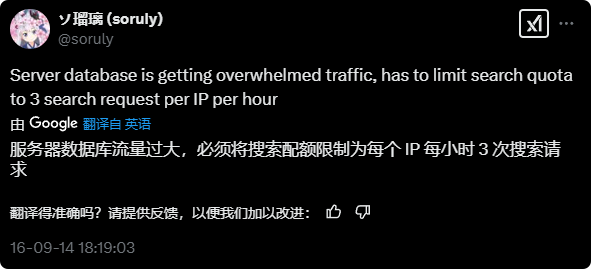 ソ瑠璃 (soruly)
@soruly
Server database is getting overwhelmed traffic, has to limit search quota
to 3 search request per IP per hour
由 Google 翻译自 英语
服务器数据库流量过大，必须将搜索配额限制为每个 IP 每小时 3 次搜索请
求
翻译得准确吗？请提供反馈，以便我们加以改进：
16-09-14 18:19:03